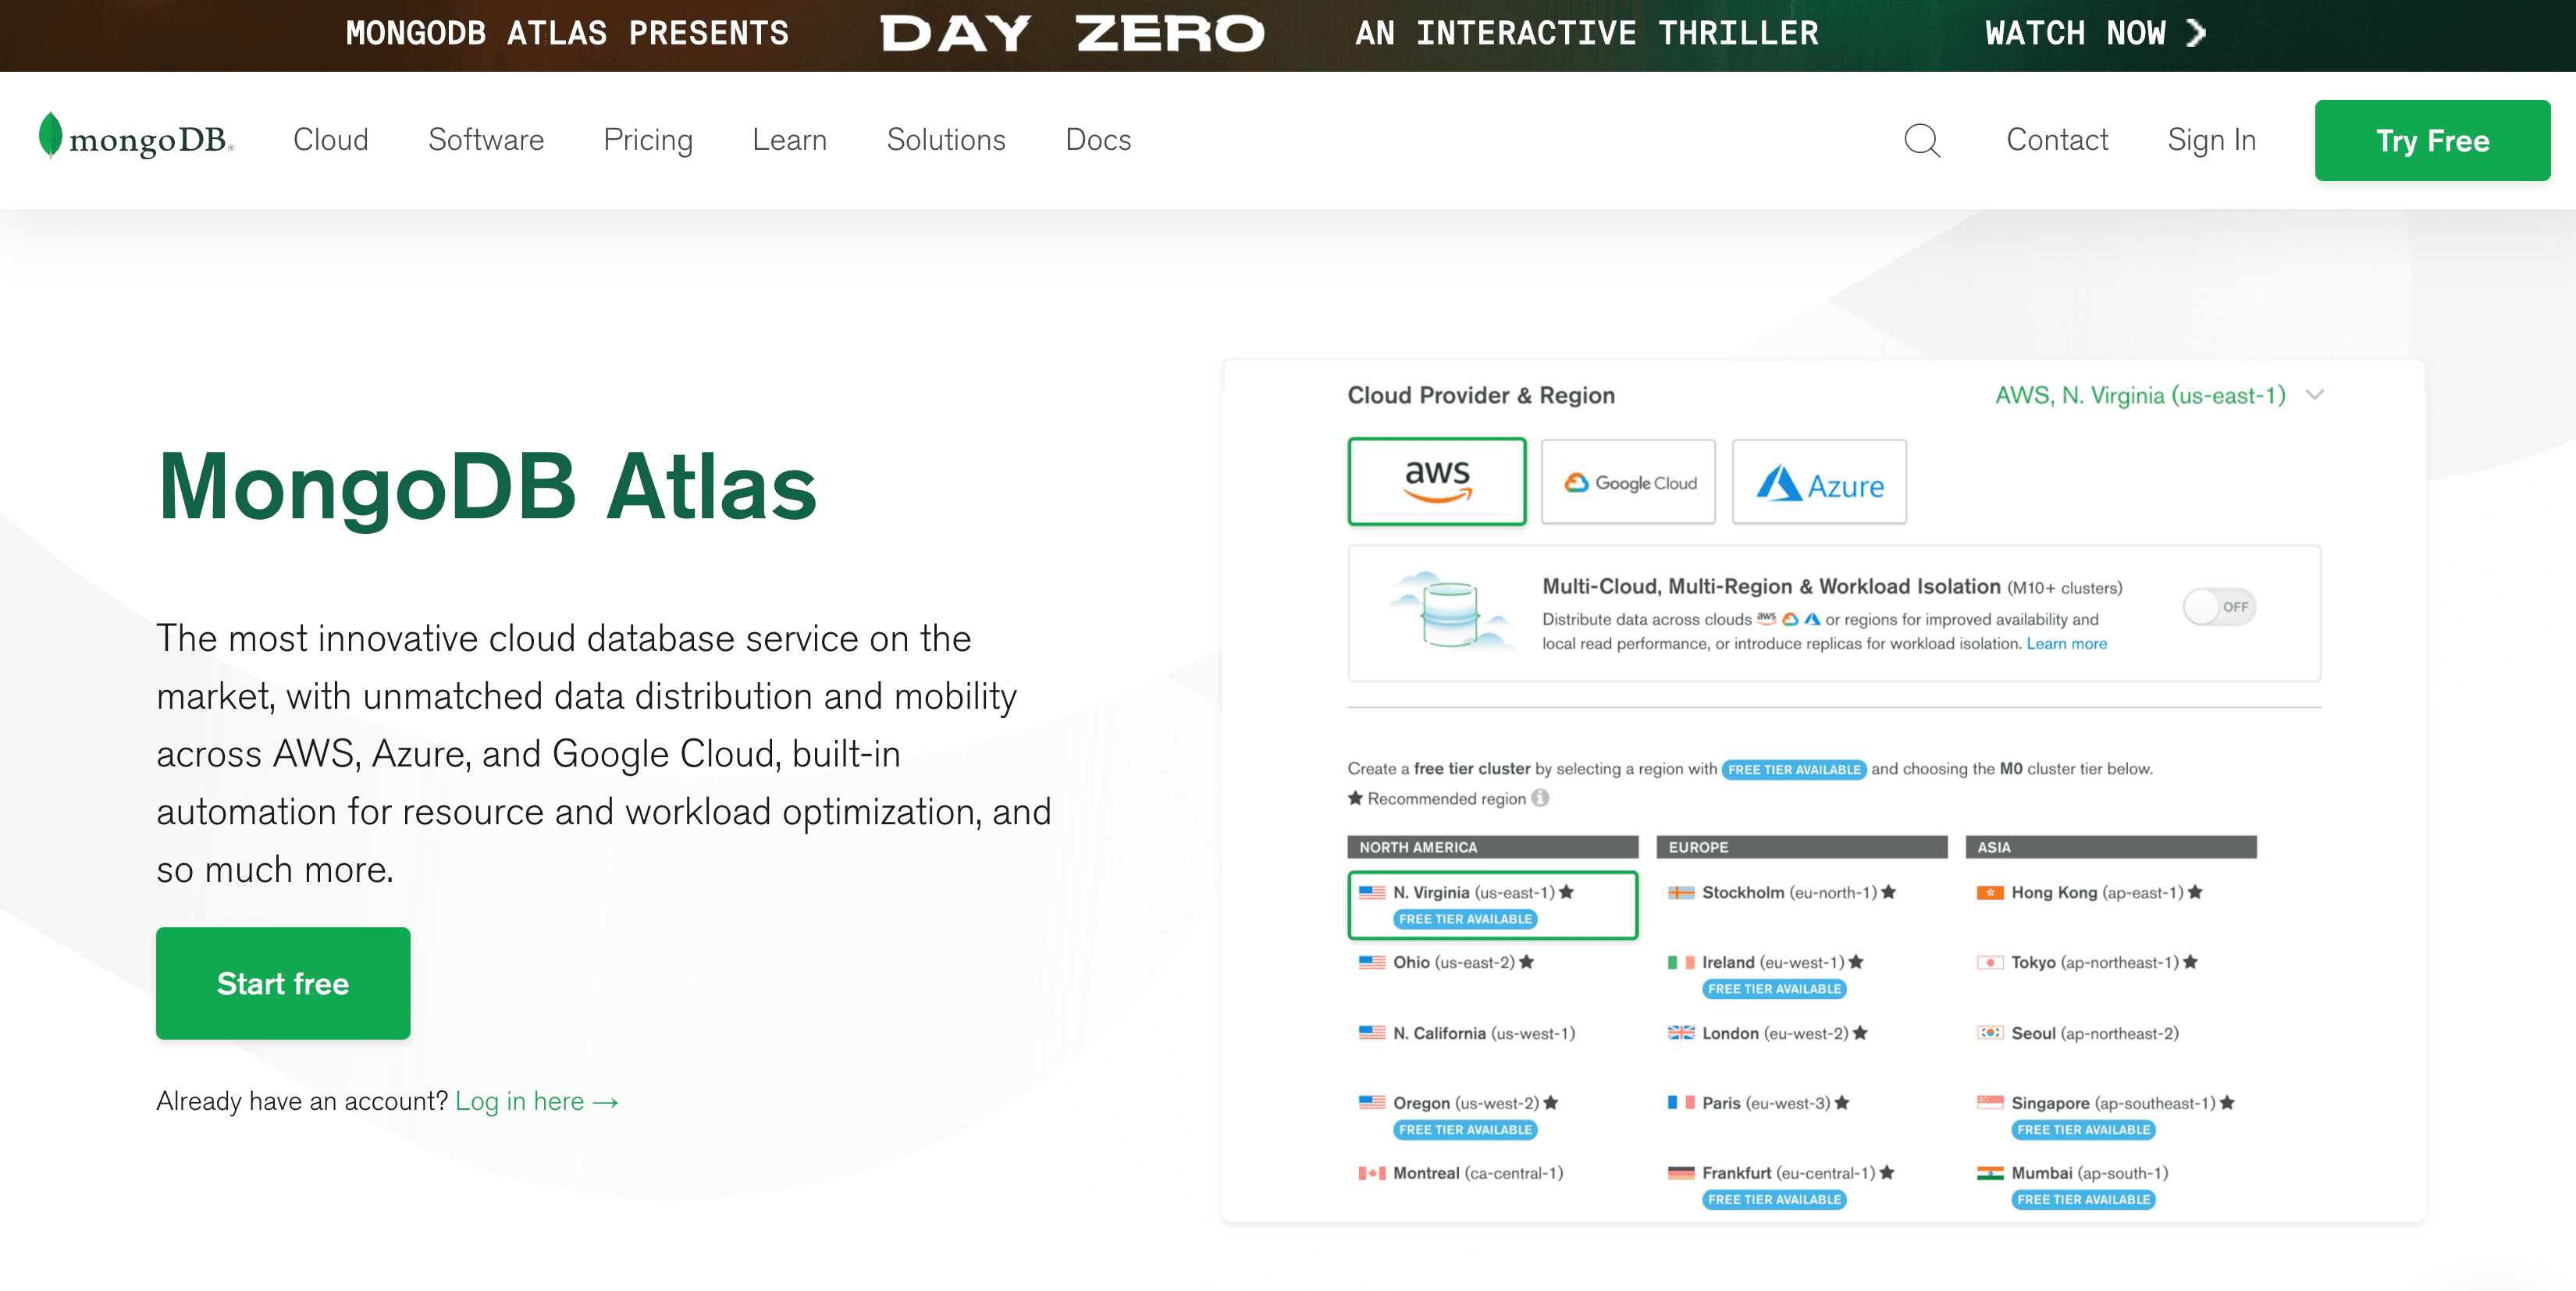 MONGODB ATLAS PRESENTS DAY ZERO AN INTERACTIVE THRILLER WATCH NOW
mongoDB® Cloud Software Pricing Learn Solutions Docs Contact Sign In Try Free
MongoDB Atlas
The most innovative cloud database service on the
market, with unmatched data distribution and mobility
across AWS, Azure, and Google Cloud, built-in
automation for resource and workload optimization, and
so much more.
Start free
Already have an account? Log in here →
Cloud Provider & Region AWS, N. Virginia (us-east-1)
aws Google Cloud Azure
Multi-Cloud, Multi-Region & Workload Isolation (M10+ clusters)
Distribute data across clouds aws or regions for improved availability and
local read performance, or introduce replicas for workload isolation. Learn more
OFF
Create a free tier cluster by selecting a region with FREE TIER AVAILABLE and choosing the M0 cluster tier below.
★ Recommended region
NORTH AMERICA EUROPE ASIA
N. Virginia (us-east-1) ★ Stockholm (eu-north-1) ★ Hong Kong (ap-east-1) ★
FREE TIER AVAILABLE
Ohio (us-east-2) ★ Ireland (eu-west-1) ★ Tokyo (ap-northeast-1) ★
FREE TIER AVAILABLE
N. California (us-west-1) London (eu-west-2) ★ Seoul (ap-northeast-2)
Oregon (us-west-2) ★ Paris (eu-west-3) ★ Singapore (ap-southeast-1) ★
FREE TIER AVAILABLE FREE TIER AVAILABLE
Montreal (ca-central-1) Frankfurt (eu-central-1) ★ Mumbai (ap-south-1)
FREE TIER AVAILABLE FREE TIER AVAILABLE